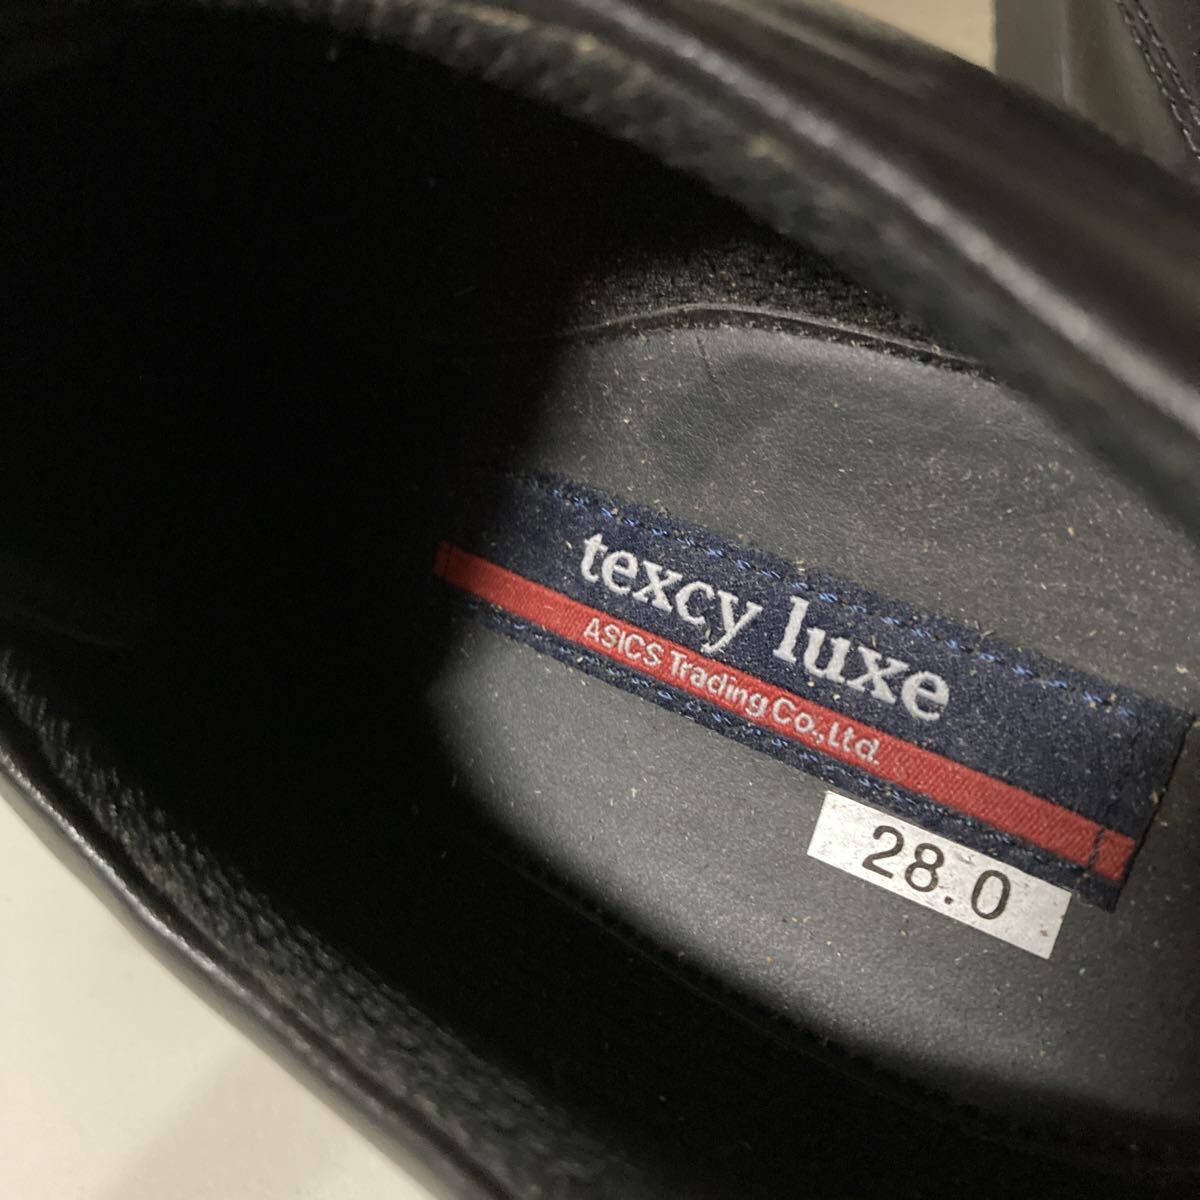 texcy luxe
ASICS Trading Co.,Ltd.
28.0